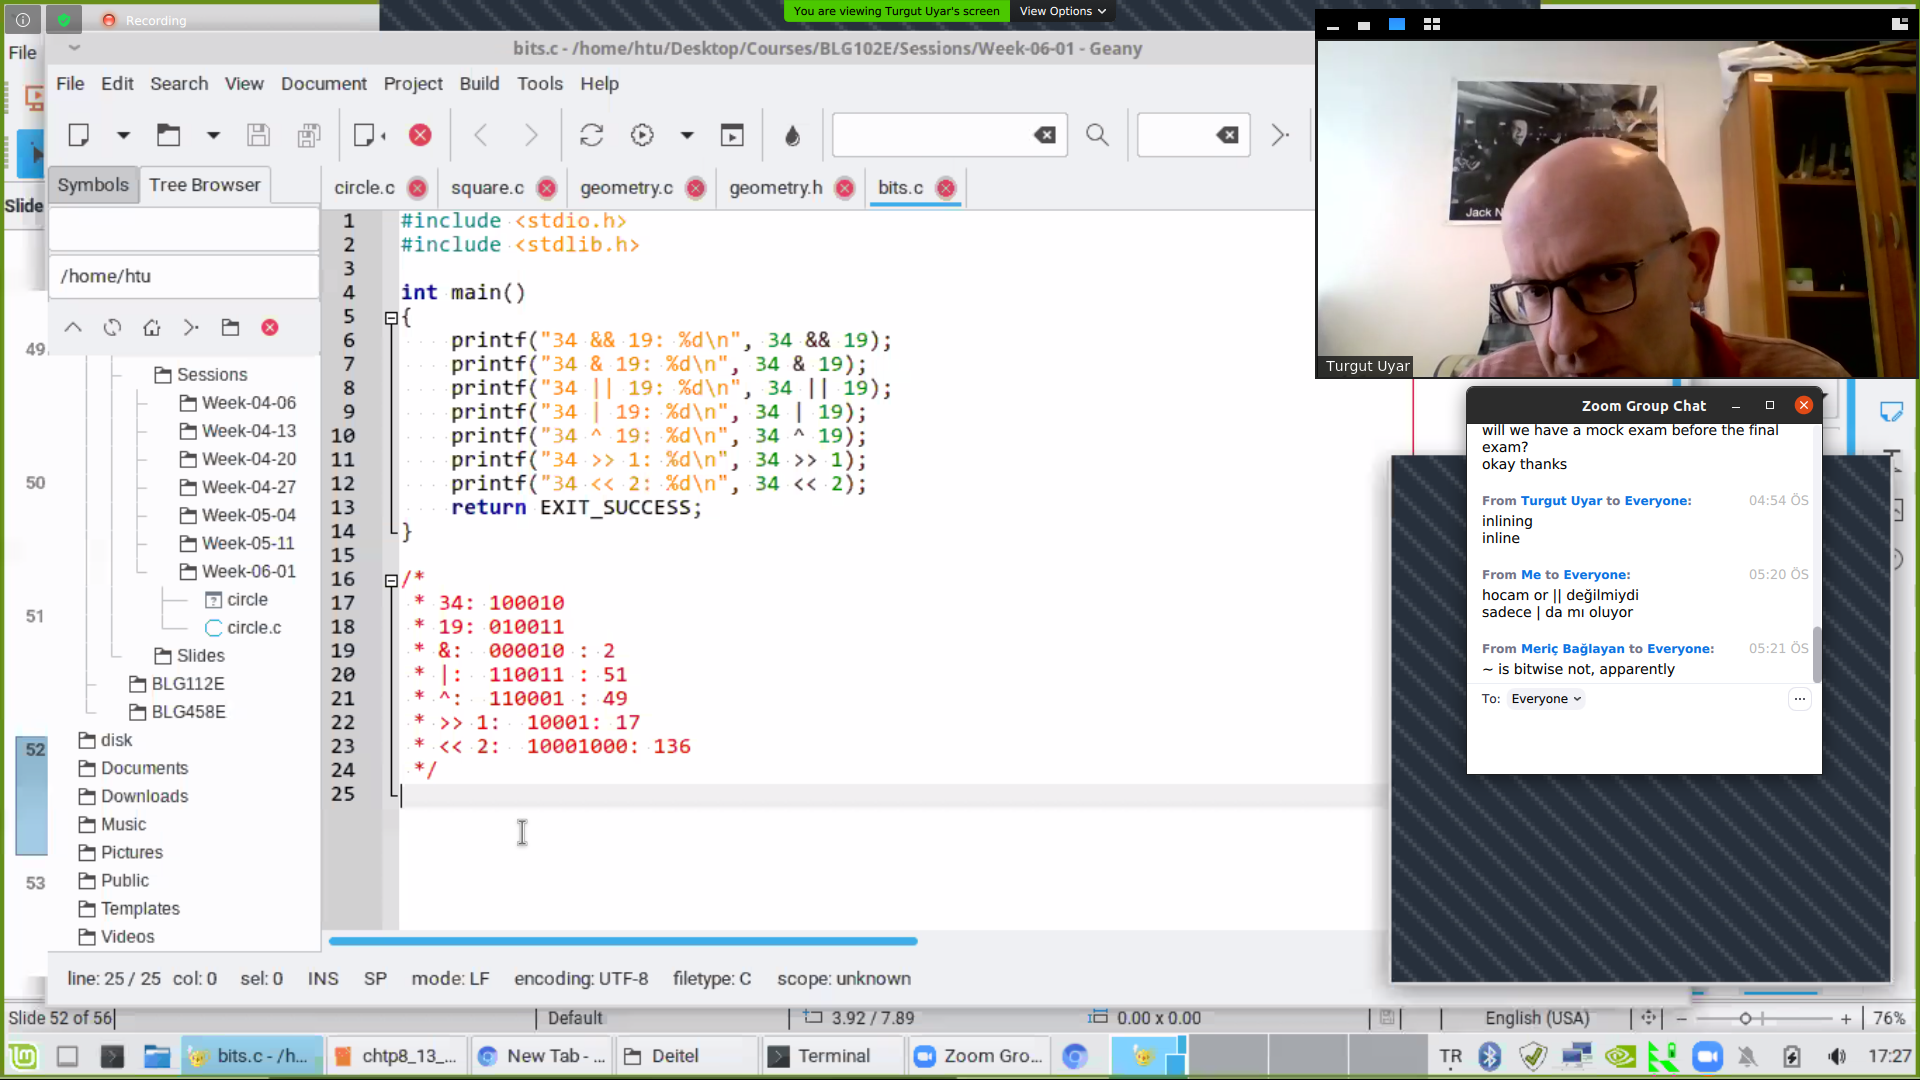 Recording
You are viewing Turgut Uyar's screen
View Options
File
bits.c - /home/htu/Desktop/Courses/BLG102E/Sessions/Week-06-01 - Geany
File Edit Search View Document Project Build Tools Help
Symbols
Tree Browser
circle.c
square.c
geometry.c
geometry.h
bits.c
Slide
/home/htu
49
50
51
52
53
Sessions
Week-04-06
Week-04-13
Week-04-20
Week-04-27
Week-05-04
Week-05-11
Week-06-01
circle
circle.c
Slides
BLG112E
BLG458E
disk
Documents
Downloads
Music
Pictures
Public
Templates
Videos
1 #include <stdio.h>
2 #include <stdlib.h>
3
4 int main()
5 {
6 printf("34 && 19: %d\n", 34 && 19);
7 printf("34 & 19: %d\n", 34 & 19);
8 printf("34 || 19: %d\n", 34 || 19);
9 printf("34 | 19: %d\n", 34 | 19);
10 printf("34 ^ 19: %d\n", 34 ^ 19);
11 printf("34 >> 1: %d\n", 34 >> 1);
12 printf("34 << 2: %d\n", 34 << 2);
13 return EXIT_SUCCESS;
14 }
15
16 /*
17 * 34: 100010
18 * 19: 010011
19 * &: 000010 : 2
20 * |: 110011 : 51
21 * ^: 110001 : 49
22 * >> 1: 10001: 17
23 * << 2: 10001000: 136
24 */
25
Jack N
Turgut Uyar
Zoom Group Chat
will we have a mock exam before the final
exam?
okay thanks
From Turgut Uyar to Everyone: 04:54 ÖS
inlining
inline
From Me to Everyone: 05:20 ÖS
hocam or || değilmiydi
sadece | da mı oluyor
From Meriç Bağlayan to Everyone: 05:21 ÖS
~ is bitwise not, apparently
To: Everyone
line: 25 / 25 col: 0 sel: 0 INS SP mode: LF encoding: UTF-8 filetype: C scope: unknown
Slide 52 of 56 Default 3.92 / 7.89 0.00 x 0.00 English (USA) 76%
bits.c - /h...
chtp8_13_...
New Tab - ...
Deitel
Terminal
Zoom Gro...
TR
17:27